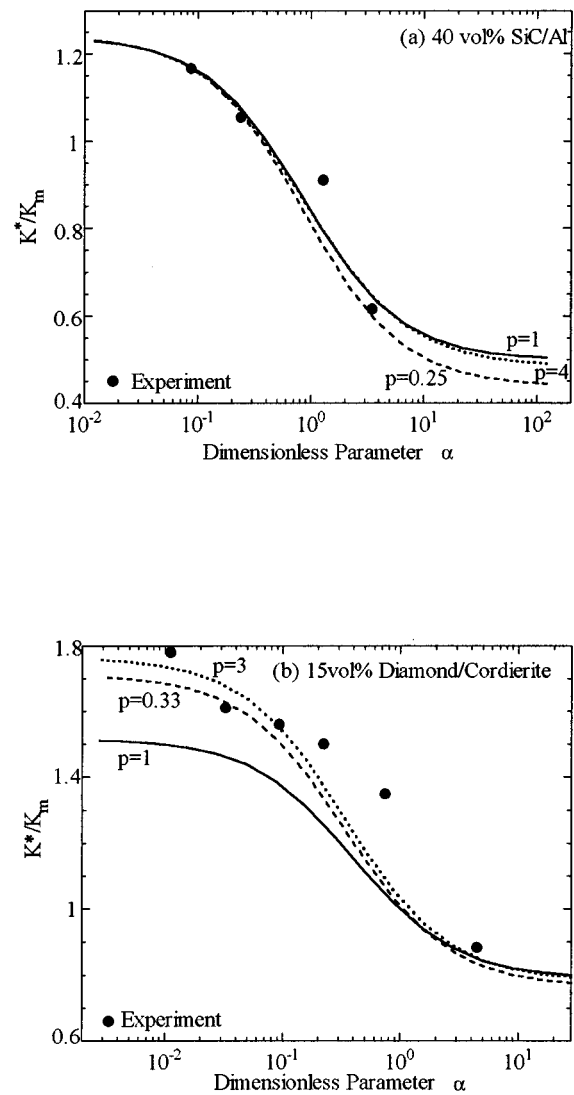 (a) 40 vol% SiC/Al
1.2
1
0.8
0.6
0.4
K*/Km
p=1
p=4
p=0.25
Experiment
10-2 10-1 100 101 102
Dimensionless Parameter α
1.8
1.4
1
0.6
K*/Km
p=3
(b) 15vol% Diamond/Cordierite
p=0.33
p=1
Experiment
10-2 10-1 100 101
Dimensionless Parameter α